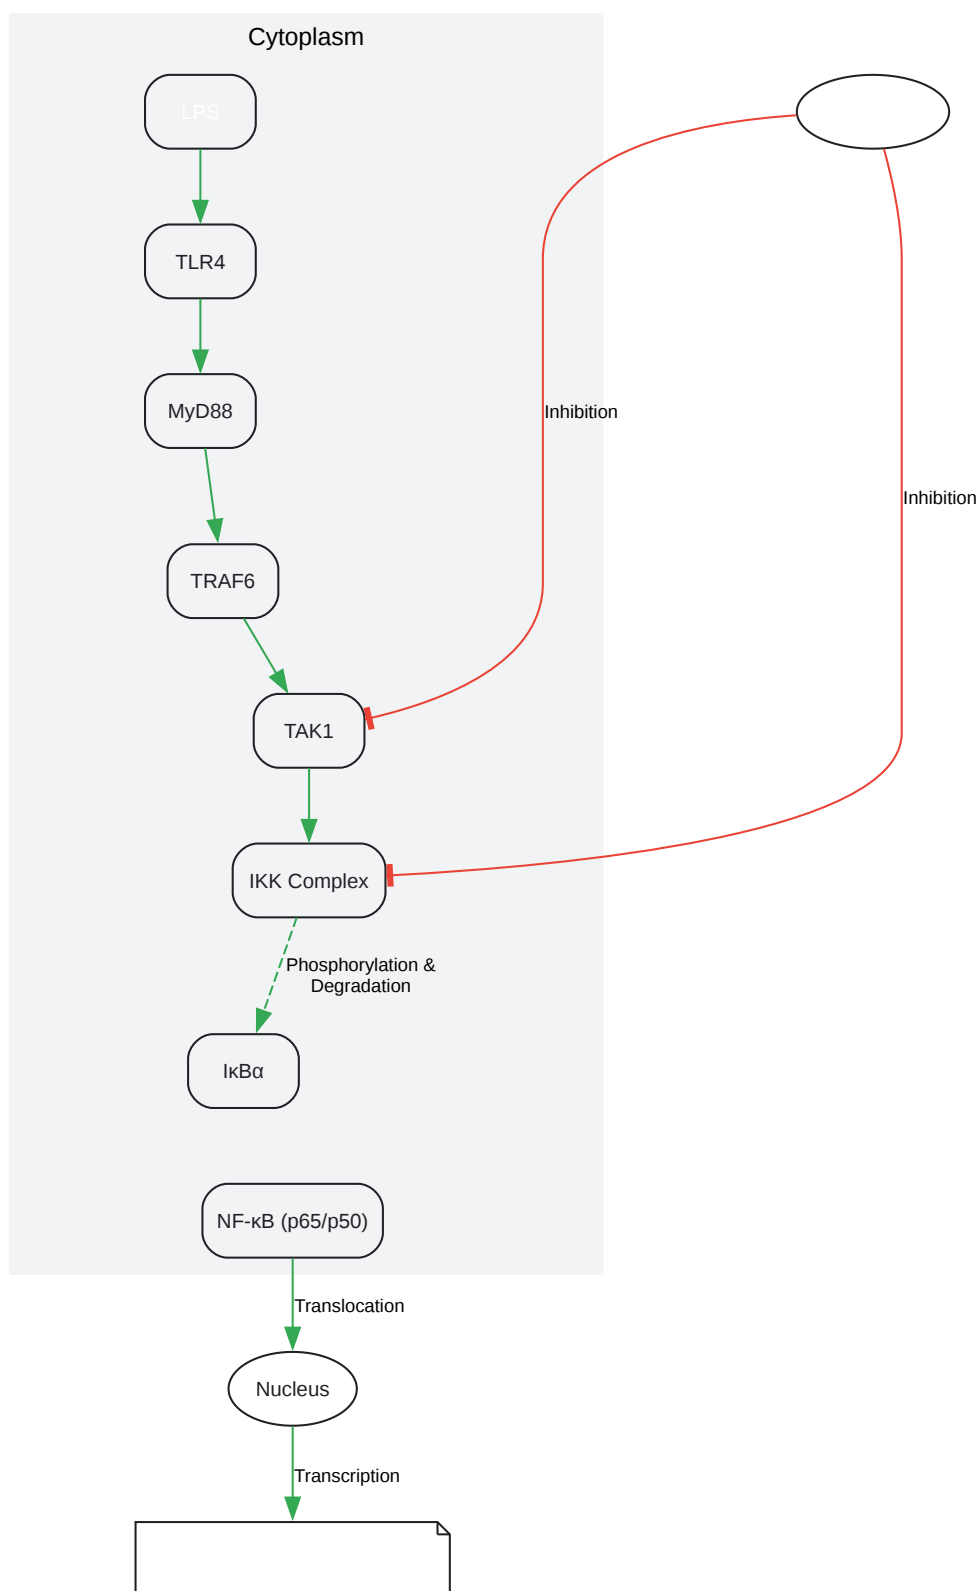 Cytoplasm
LPS
TLR4
MyD88
Inhibition
Inhibition
TRAF6
TAK1
IKK Complex
Phosphorylation &
Degradation
IκBα
NF-κB (p65/p50)
Translocation
Nucleus
Transcription